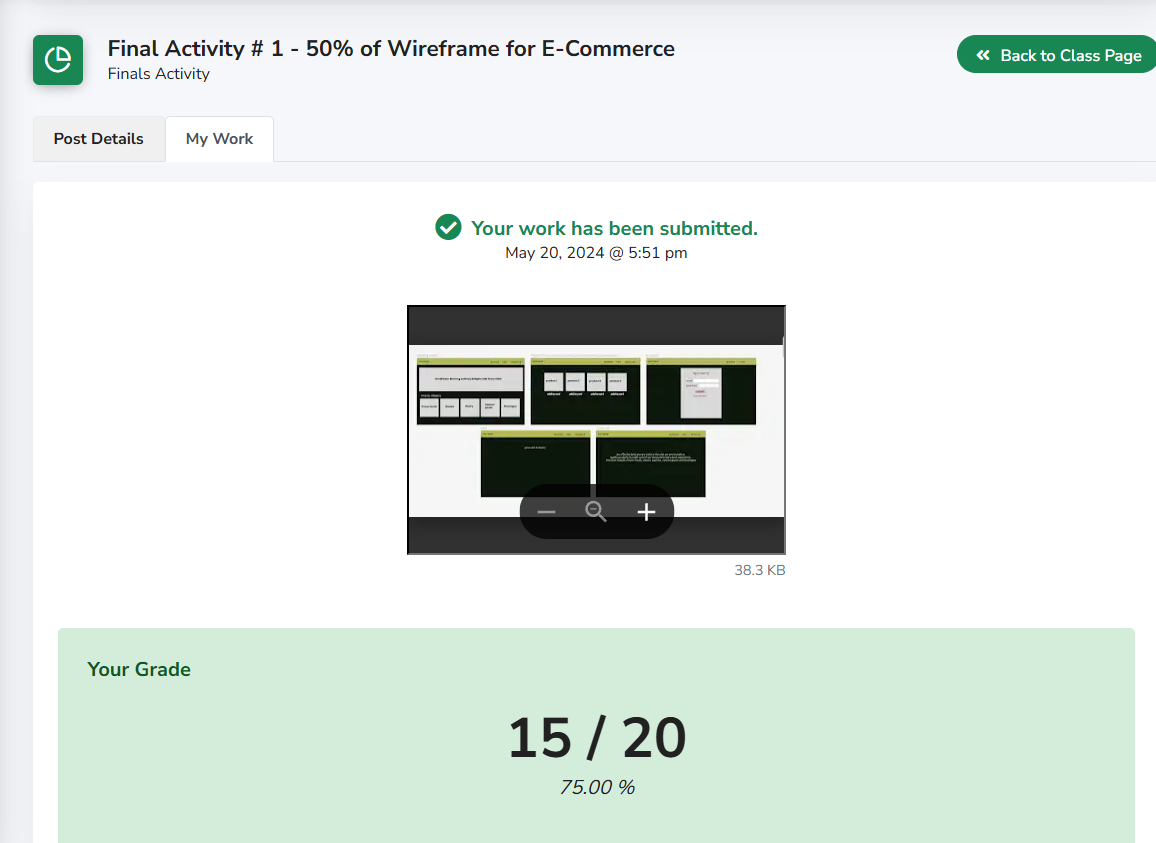 Final Activity # 1 - 50% of Wireframe for E-Commerce
Finals Activity
Back to Class Page
Post Details
My Work
Your work has been submitted.
May 20, 2024 @ 5:51 pm
38.3 KB
Your Grade
15 / 20
75.00 %